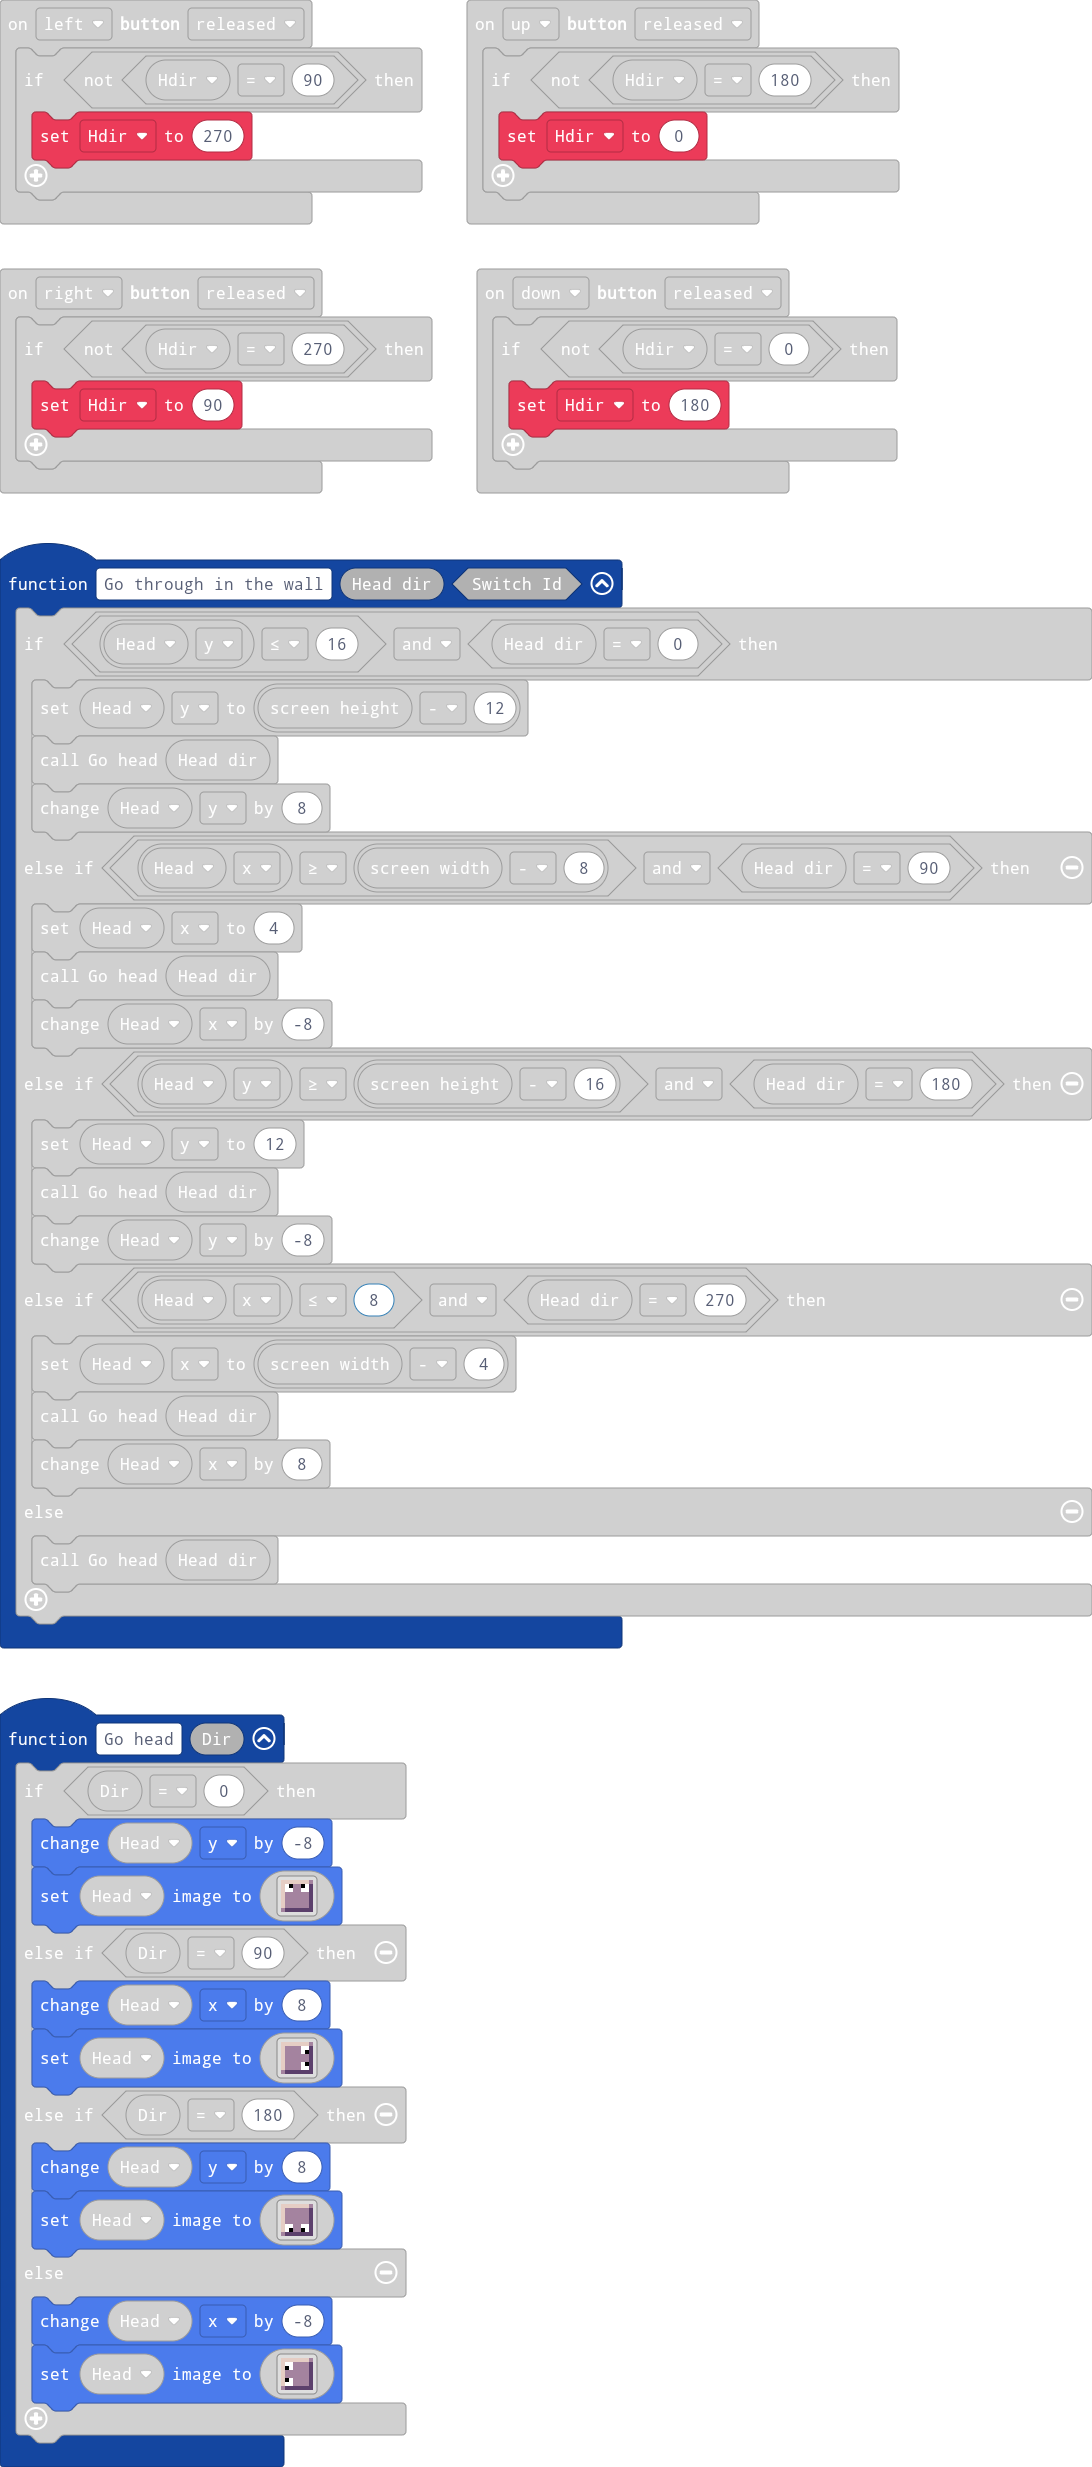 on left button released
if not Hdir = 90 then
set Hdir to 270
on up button released
if not Hdir = 180 then
set Hdir to 0
on right button released
if not Hdir = 270 then
set Hdir to 90
on down button released
if not Hdir = 0 then
set Hdir to 180
function Go through in the wall Head dir Switch Id
if Head y ≤ 16 and Head dir = 0 then
set Head y to screen height - 12
call Go head Head dir
change Head y by 8
else if Head x ≥ screen width - 8 and Head dir = 90 then
set Head x to 4
call Go head Head dir
change Head x by -8
else if Head y ≥ screen height - 16 and Head dir = 180 then
set Head y to 12
call Go head Head dir
change Head y by -8
else if Head x ≤ 8 and Head dir = 270 then
set Head x to screen width - 4
call Go head Head dir
change Head x by 8
else
call Go head Head dir
function Go head Dir
if Dir = 0 then
change Head y by -8
set Head image to
else if Dir = 90 then
change Head x by 8
set Head image to
else if Dir = 180 then
change Head y by 8
set Head image to
else
change Head x by -8
set Head image to